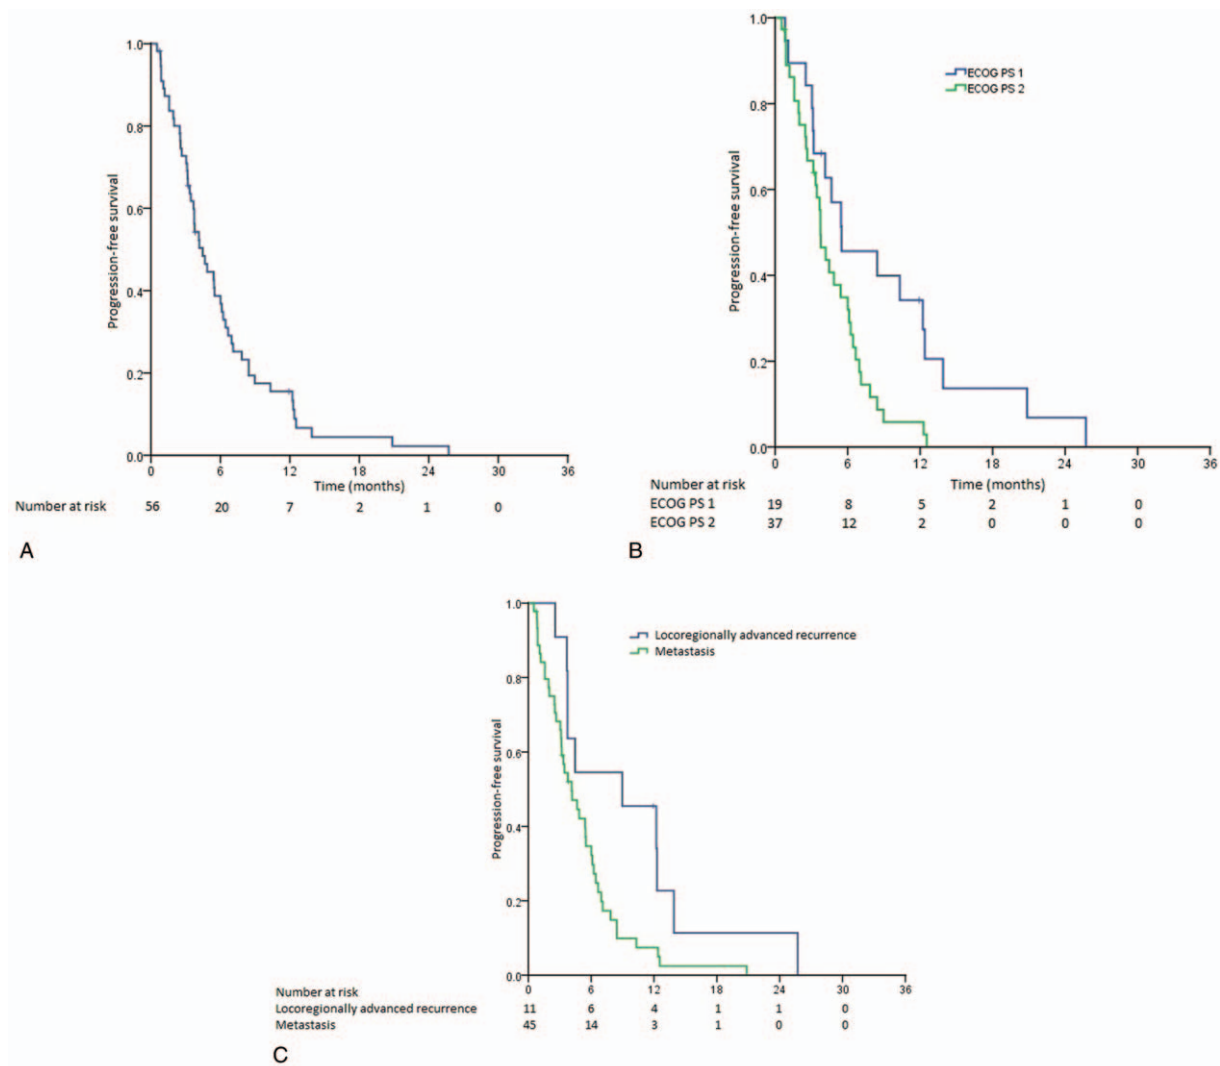 1.0
0.8
0.6
0.4
0.2
0.0
Progression-free survival
0 6 12 18 24 30 36
Time (months)
Number at risk 56 20 7 2 1 0
A
1.0
0.8
0.6
0.4
0.2
0.0
Progression-free survival
ECOG PS 1
ECOG PS 2
0 6 12 18 24 30 36
Number at risk Time (months)
ECOG PS 1 19 8 5 2 1 0
ECOG PS 2 37 12 2 0 0 0
B
1.0
0.8
0.6
0.4
0.2
0.0
Progression-free survival
Locoregionally advanced recurrence
Metastasis
0 6 12 18 24 30 36
Number at risk
Locoregionally advanced recurrence 11 6 4 1 1 0
Metastasis 45 14 3 1 0 0
C